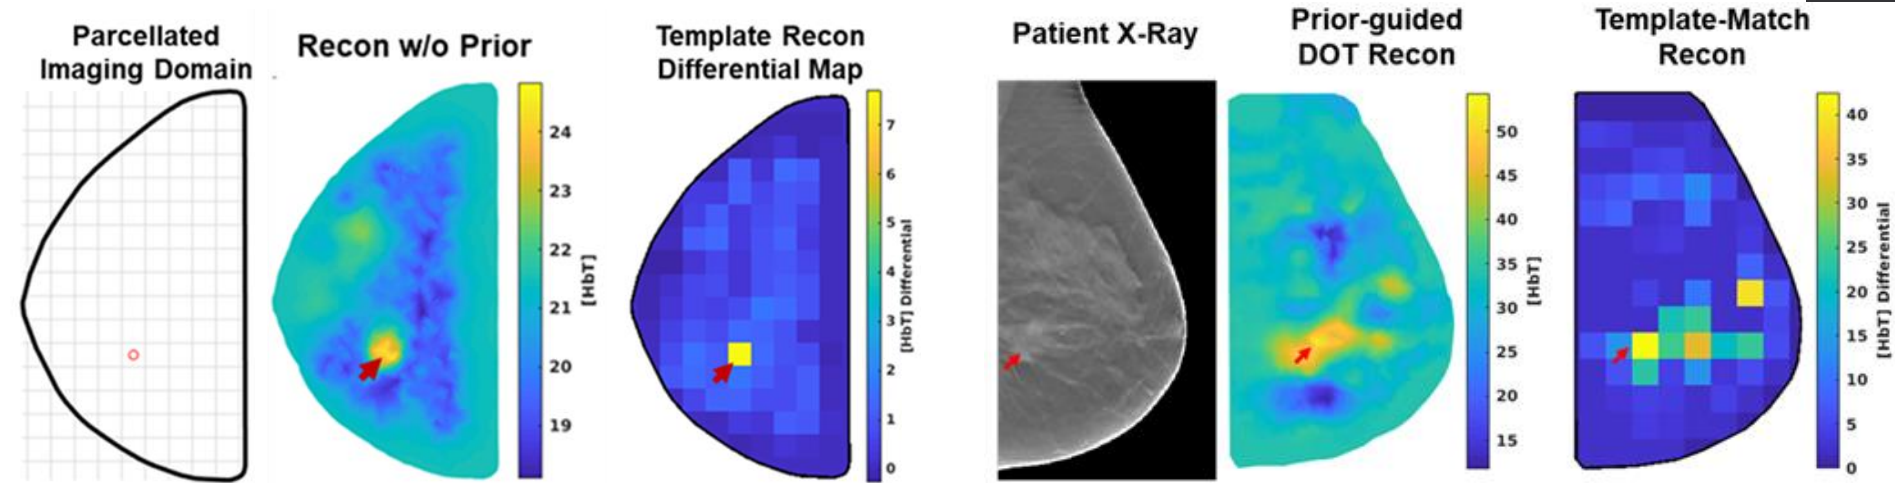 Parcellated
Imaging Domain
Recon w/o Prior
24
23
22
21
20
19
[HbT]
Template Recon
Differential Map
7
6
5
4
3
2
1
0
[HbT] Differential
Patient X-Ray
Prior-guided
DOT Recon
50
45
40
35
30
25
20
15
[HbT]
Template-Match
Recon
40
35
30
25
20
15
10
5
0
[HbT] Differential